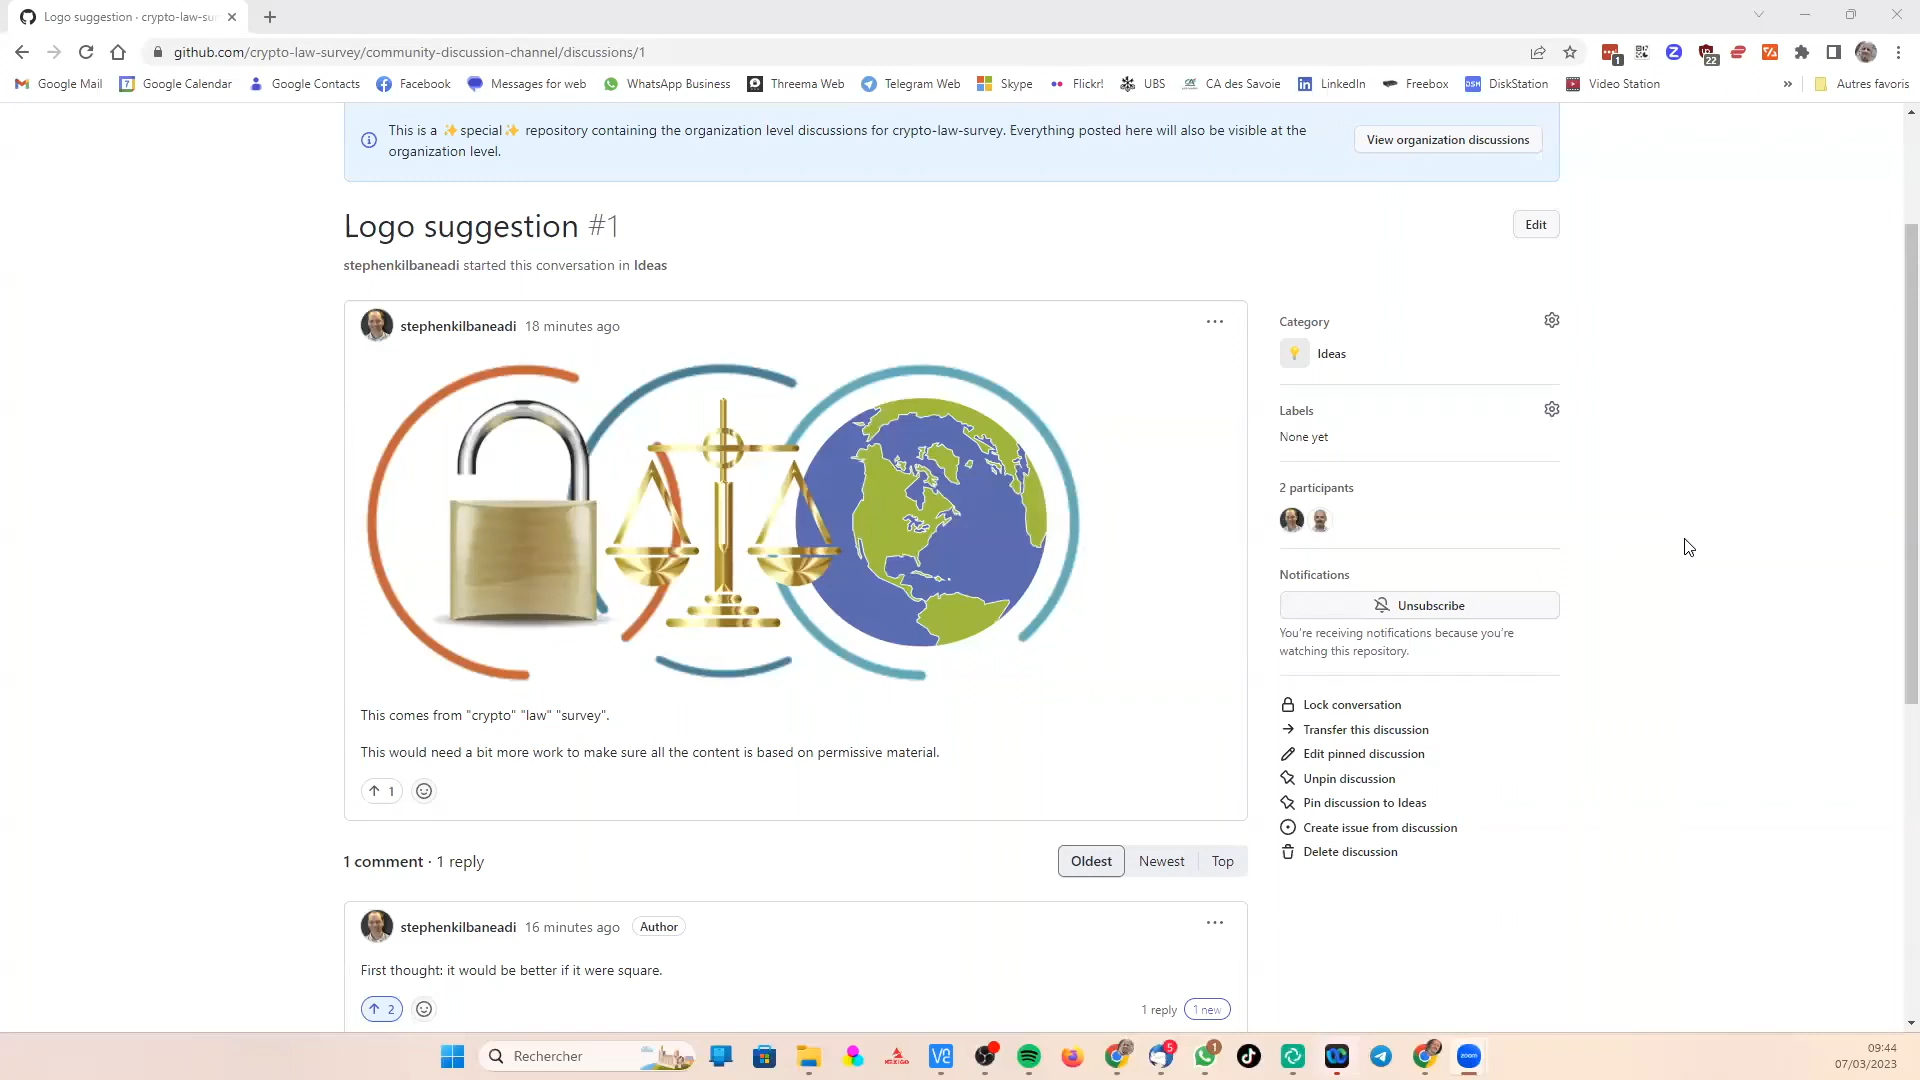 Logo suggestion · crypto-law-su
github.com/crypto-law-survey/community-discussion-channel/discussions/1
1
22
Google Mail
7
Google Calendar
Google Contacts
Facebook
Messages for web
WhatsApp Business
Threema Web
Telegram Web
Skype
Flickr!
UBS
CA des Savoie
LinkedIn
Freebox
DSM
DiskStation
Video Station
»
Autres favoris
This is a ✨special✨ repository containing the organization level discussions for crypto-law-survey. Everything posted here will also be visible at the
organization level.
View organization discussions
Logo suggestion #1
Edit
stephenkilbaneadi started this conversation in Ideas
stephenkilbaneadi 18 minutes ago
This comes from "crypto" "law" "survey".
This would need a bit more work to make sure all the content is based on permissive material.
1
Category
Ideas
Labels
None yet
2 participants
Notifications
Unsubscribe
You're receiving notifications because you're
watching this repository.
Lock conversation
Transfer this discussion
Edit pinned discussion
Unpin discussion
Pin discussion to Ideas
Create issue from discussion
Delete discussion
1 comment · 1 reply
Oldest
Newest
Top
stephenkilbaneadi 16 minutes ago Author
First thought: it would be better if it were square.
2
1 reply
1 new
Rechercher
5
1
zoom
09:44
07/03/2023